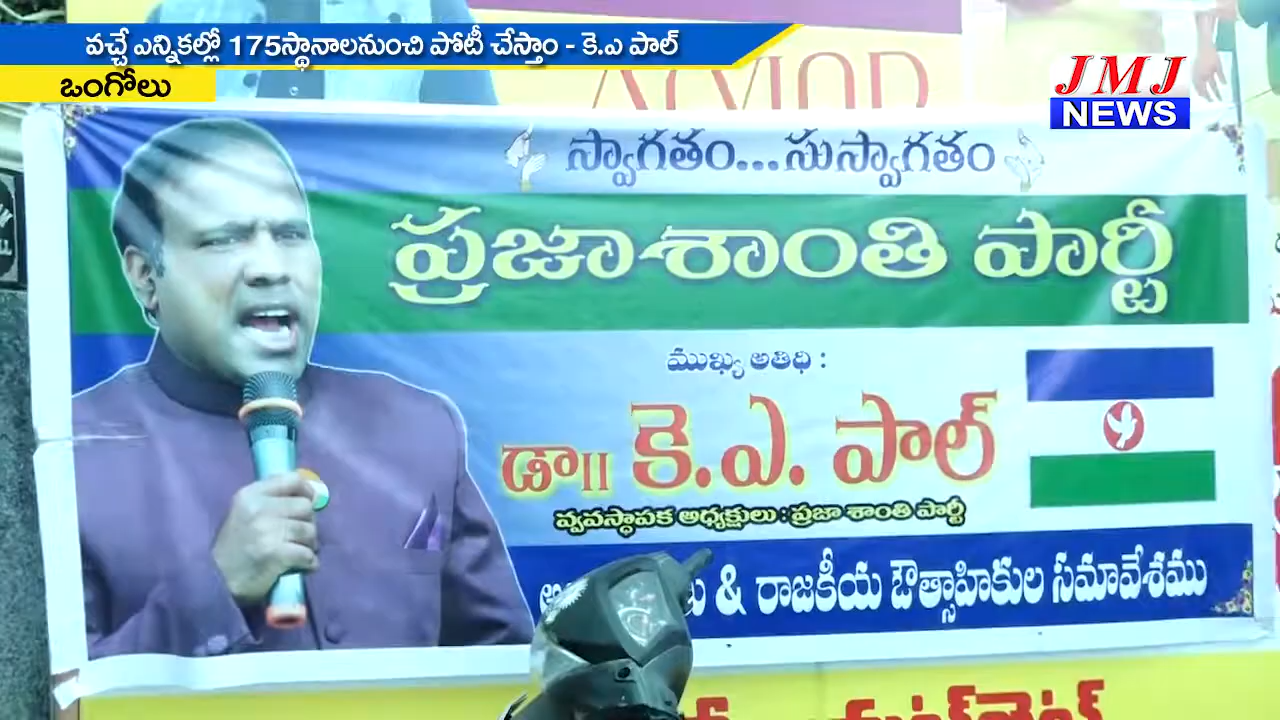 వచ్చే ఎన్నికల్లో 175స్థానాలనుంచి పోటీ చేస్తాం - కె.ఎ పాల్
ఒంగోలు
JMJ
NEWS
స్వాగతం...సుస్వాగతం
ప్రజాశాంతి పార్టీ
ముఖ్య అతిధి :
డా|| కె.ఎ. పాల్
వ్యవస్థాపక అధ్యక్షులు : ప్రజా శాంతి పార్టీ
& రాజకీయ ఔత్సాహికుల సమావేశము